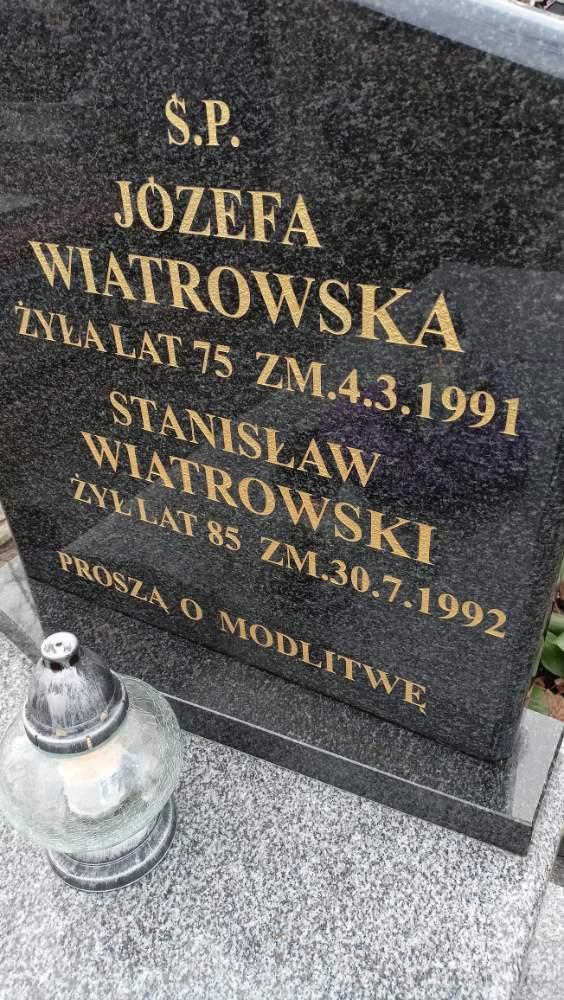 Ś.P.
JÓZEFA
WIATROWSKA
ŻYŁA LAT 75 ZM.4.3.1991
STANISŁAW
WIATROWSKI
ŻYŁ LAT 85 ZM.30.7.1992
PROSZĄ O MODLITWĘ